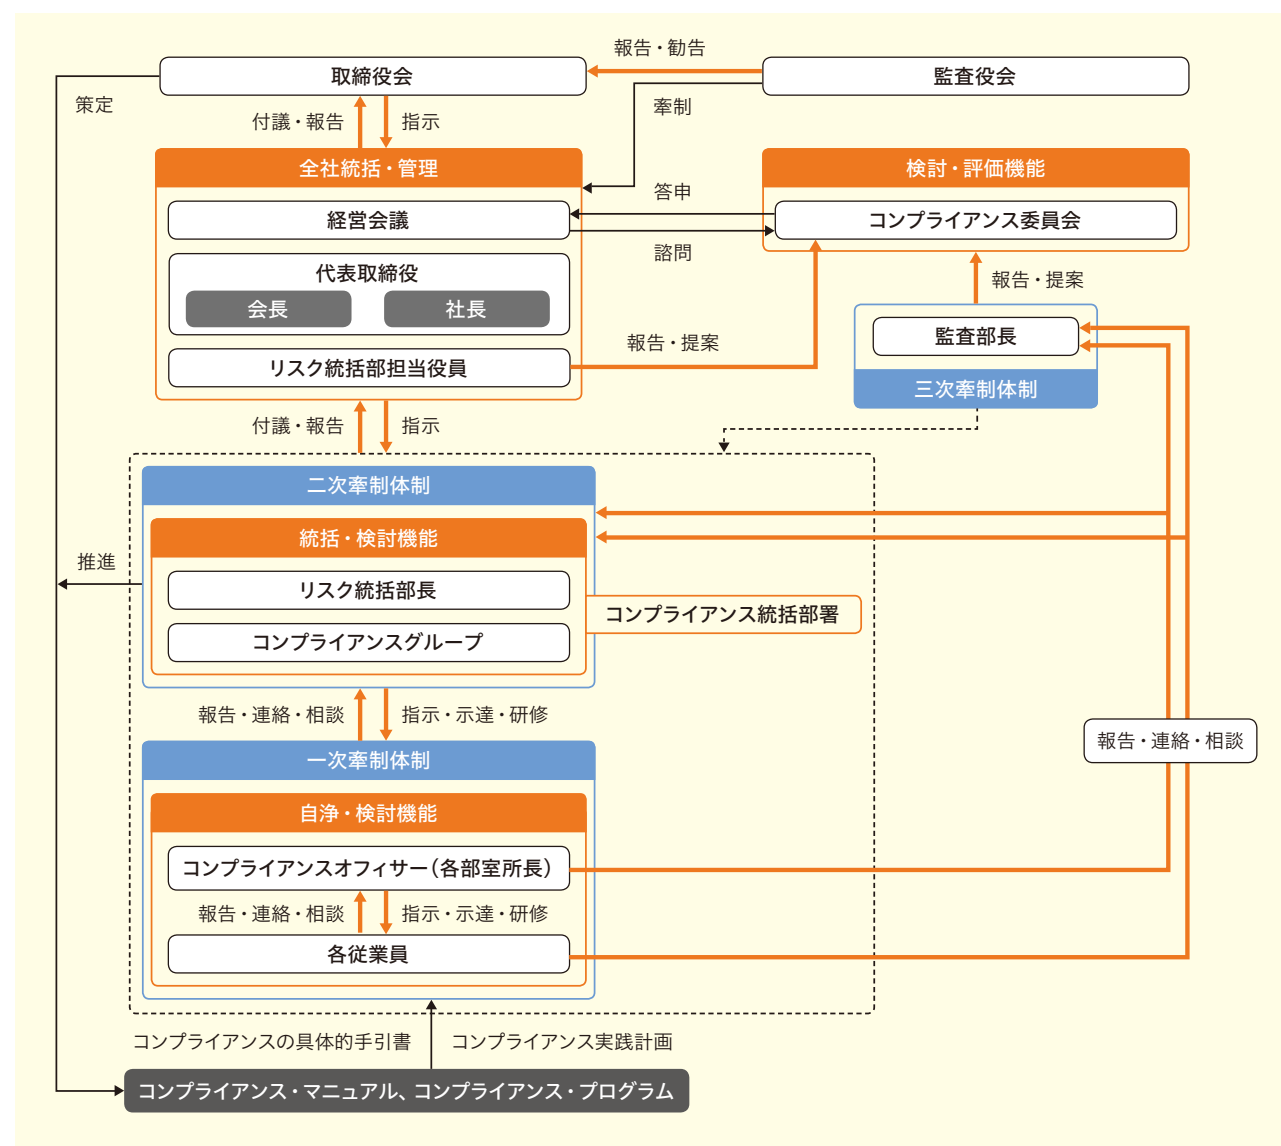 報告・勧告
取締役会
監査役会
策定
牽制
付議・報告
指示
全社統括・管理
検討・評価機能
答申
経営会議
コンプライアンス委員会
諮問
代表取締役
会長
社長
報告・提案
監査部長
報告・提案
リスク統括部担当役員
三次牽制体制
付議・報告
指示
二次牽制体制
統括・検討機能
推進
リスク統括部長
コンプライアンス統括部署
コンプライアンスグループ
報告・連絡・相談
指示・示達・研修
報告・連絡・相談
一次牽制体制
自浄・検討機能
コンプライアンスオフィサー（各部室所長）
報告・連絡・相談
指示・示達・研修
各従業員
コンプライアンスの具体的手引書
コンプライアンス実践計画
コンプライアンス・マニュアル、コンプライアンス・プログラム